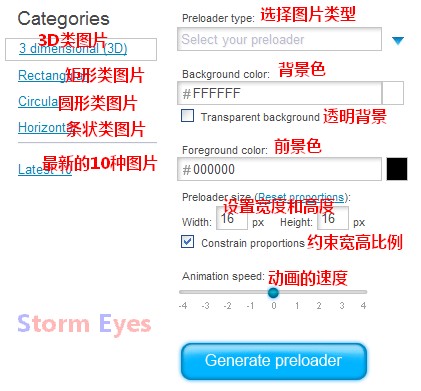 Categories
3D类图片
3 dimensional (3D)
Rectangular
矩形类图片
Circular
圆形类图片
Horizontal
条状类图片
最新的10种图片
Latest 10
Storm Eyes
Preloader type: 选择图片类型
Select your preloader
Background color: 背景色
#FFFFFF
Transparent background 透明背景
Foreground color: 前景色
#000000
Preloader size (Reset proportions):
设置宽度和高度
Width: 16 px Height: 16 px
Constrain proportions 约束宽高比例
Animation speed: 动画的速度
-4 -3 -2 -1 0 1 2 3 4
Generate preloader